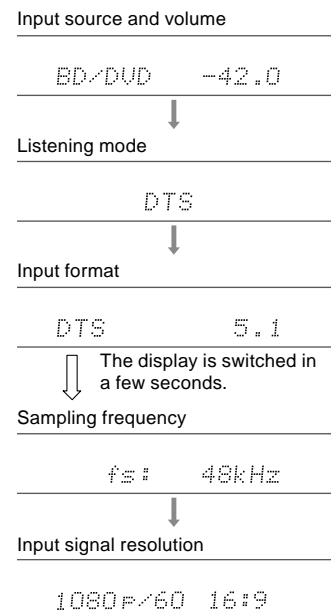 Input source and volume
BD/DVD -42.0
Listening mode
DTS
Input format
DTS 5.1
The display is switched in
a few seconds.
Sampling frequency
fs: 48kHz
Input signal resolution
1080p/60 16:9